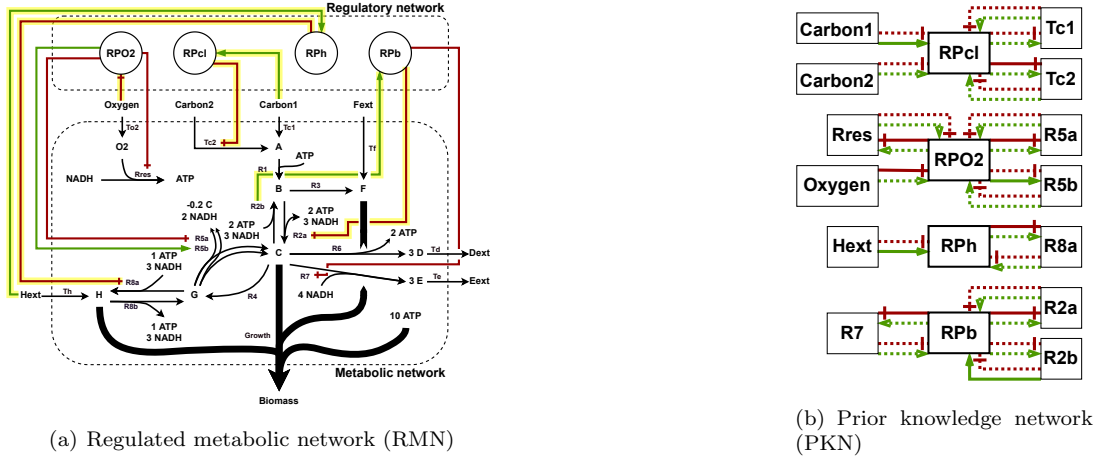 Regulatory network
RPO2
RPcl
RPh
RPb
Oxygen
Carbon2
Carbon1
Fext
To2
Tc1
O2
Tc2
A
Tf
ATP
NADH
Rres
ATP
R1
B
R3
F
R2b
-0.2 C
2 NADH
2 ATP
3 NADH
2 ATP
3 NADH
R2a
2 ATP
R5a
R5b
C
R6
3 D
Td
Dext
1 ATP
3 NADH
R8a
R7
3 E
Te
Eext
Hext
Th
H
G
R4
4 NADH
R8b
1 ATP
3 NADH
10 ATP
Growth
Metabolic network
Biomass
(a) Regulated metabolic network (RMN)
Carbon1
Carbon2
RPcl
Tc1
Tc2
Rres
Oxygen
RPO2
R5a
R5b
Hext
RPh
R8a
R7
RPb
R2a
R2b
(b) Prior knowledge network
(PKN)